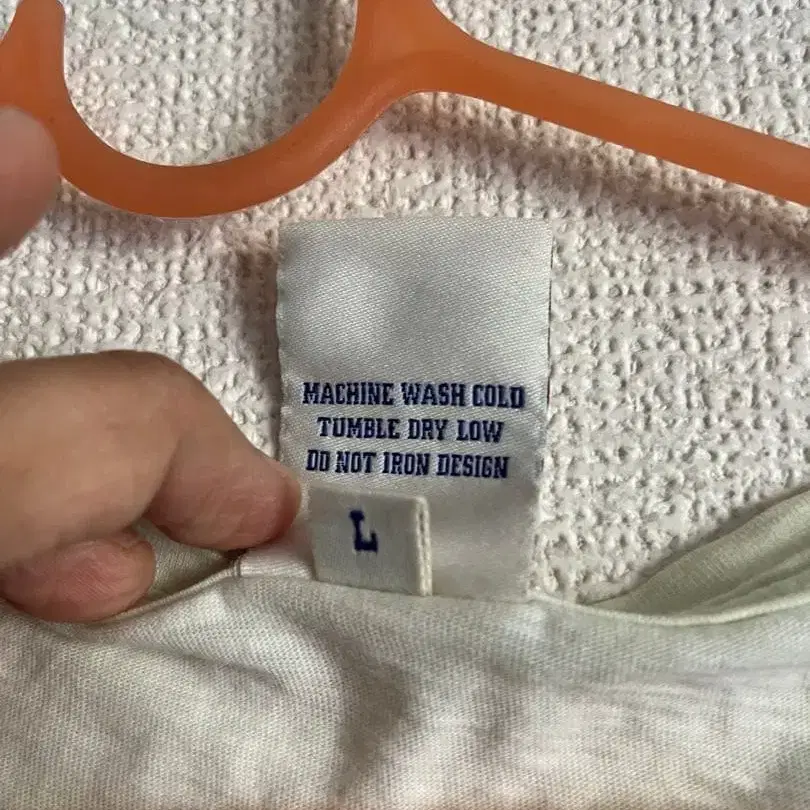 MACHINE WASH COLD
TUMBLE DRY LOW
DO NOT IRON DESIGN
L